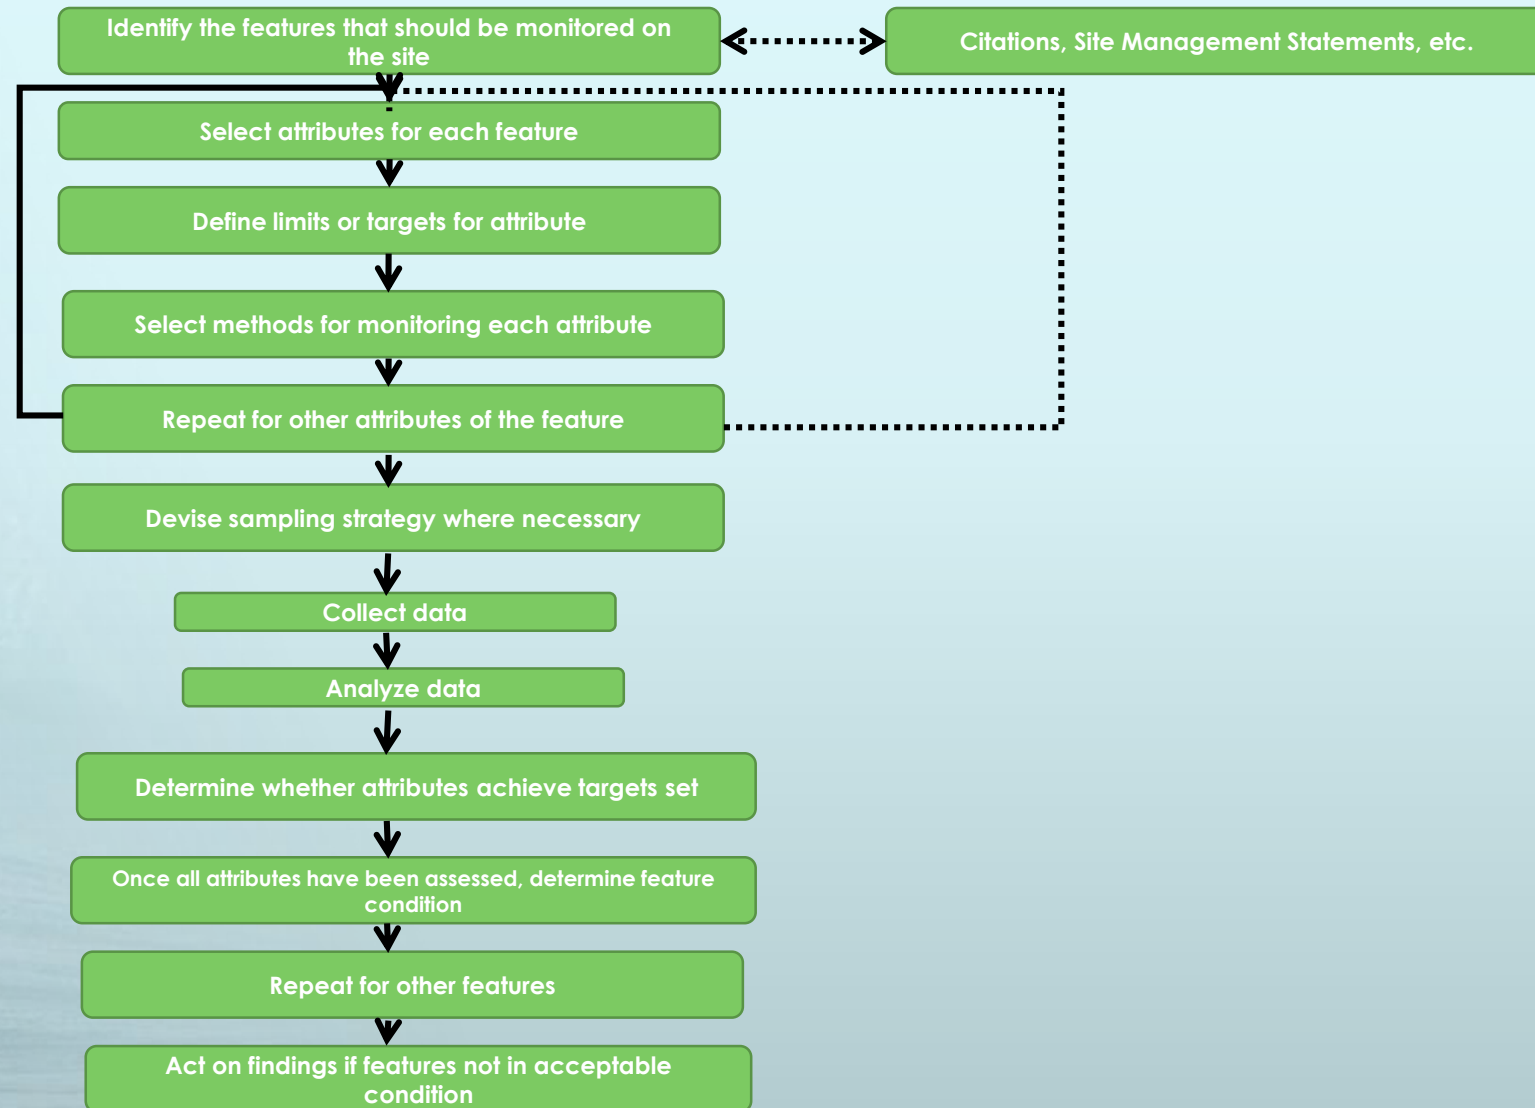 Identify the features that should be monitored on
the site
Citations, Site Management Statements, etc.
Select attributes for each feature
Define limits or targets for attribute
Select methods for monitoring each attribute
Repeat for other attributes of the feature
Devise sampling strategy where necessary
Collect data
Analyze data
Determine whether attributes achieve targets set
Once all attributes have been assessed, determine feature
condition
Repeat for other features
Act on findings if features not in acceptable
condition